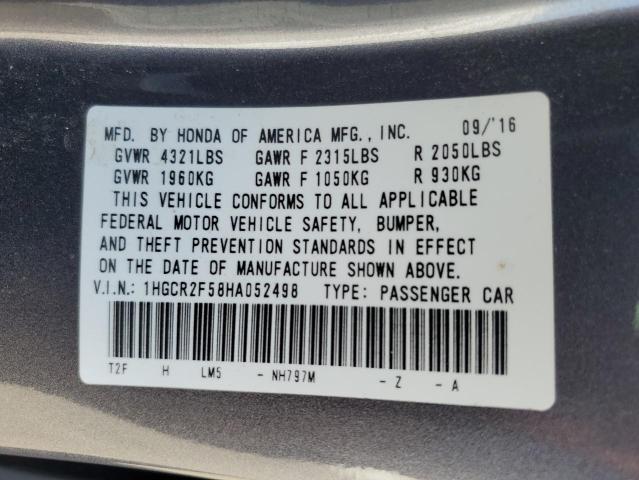 MFD. BY HONDA OF AMERICA MFG., INC. 09/'16
GVWR 4321LBS GAWR F 2315LBS R 2050LBS
GVWR 1960KG GAWR F 1050KG R 930KG
THIS VEHICLE CONFORMS TO ALL APPLICABLE
FEDERAL MOTOR VEHICLE SAFETY, BUMPER,
AND THEFT PREVENTION STANDARDS IN EFFECT
ON THE DATE OF MANUFACTURE SHOWN ABOVE.
V.I.N.: 1HGCR2F58HA052498 TYPE: PASSENGER CAR
T2F H LM5 - NH797M - Z - A